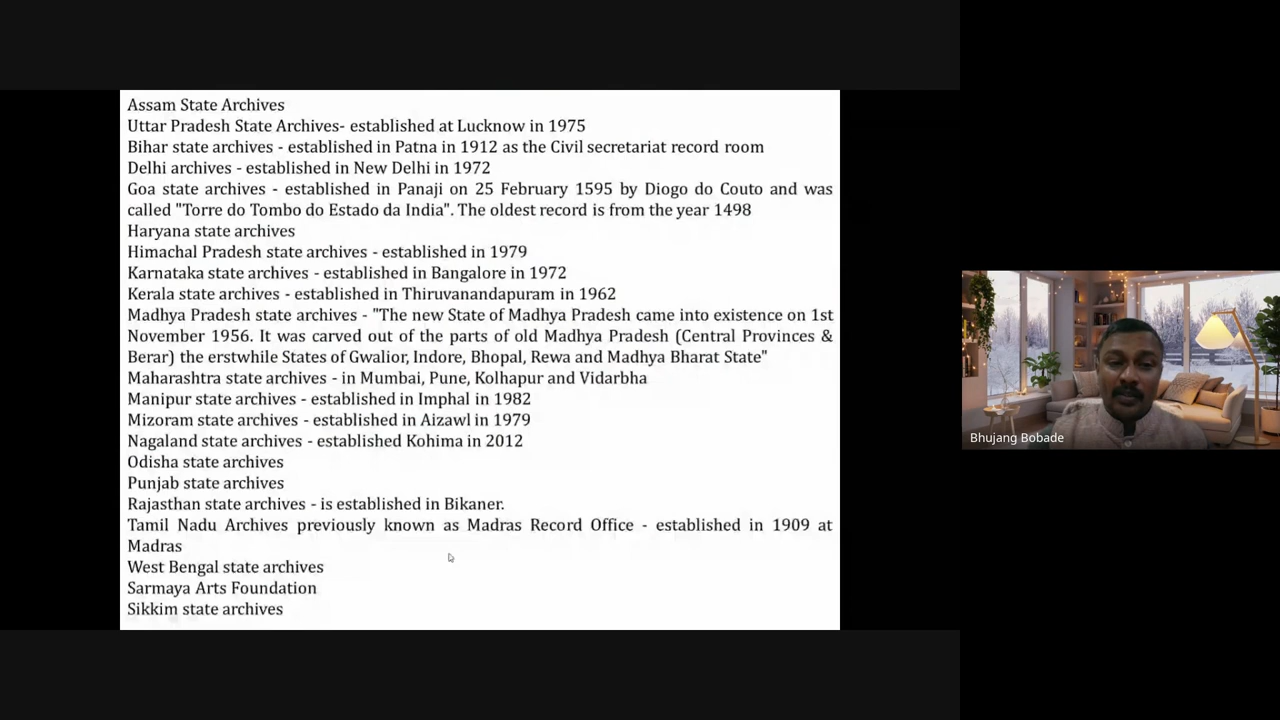 Assam State Archives
Uttar Pradesh State Archives- established at Lucknow in 1975
Bihar state archives - established in Patna in 1912 as the Civil secretariat record room
Delhi archives - established in New Delhi in 1972
Goa state archives - established in Panaji on 25 February 1595 by Diogo do Couto and was
called "Torre do Tombo do Estado da India". The oldest record is from the year 1498
Haryana state archives
Himachal Pradesh state archives - established in 1979
Karnataka state archives - established in Bangalore in 1972
Kerala state archives - established in Thiruvanandapuram in 1962
Madhya Pradesh state archives - "The new State of Madhya Pradesh came into existence on 1st
November 1956. It was carved out of the parts of old Madhya Pradesh (Central Provinces &
Berar) the erstwhile States of Gwalior, Indore, Bhopal, Rewa and Madhya Bharat State"
Maharashtra state archives - in Mumbai, Pune, Kolhapur and Vidarbha
Manipur state archives - established in Imphal in 1982
Mizoram state archives - established in Aizawl in 1979
Nagaland state archives - established Kohima in 2012
Odisha state archives
Punjab state archives
Rajasthan state archives - is established in Bikaner.
Tamil Nadu Archives previously known as Madras Record Office - established in 1909 at
Madras
West Bengal state archives
Sarmaya Arts Foundation
Sikkim state archives
Bhujang Bobade